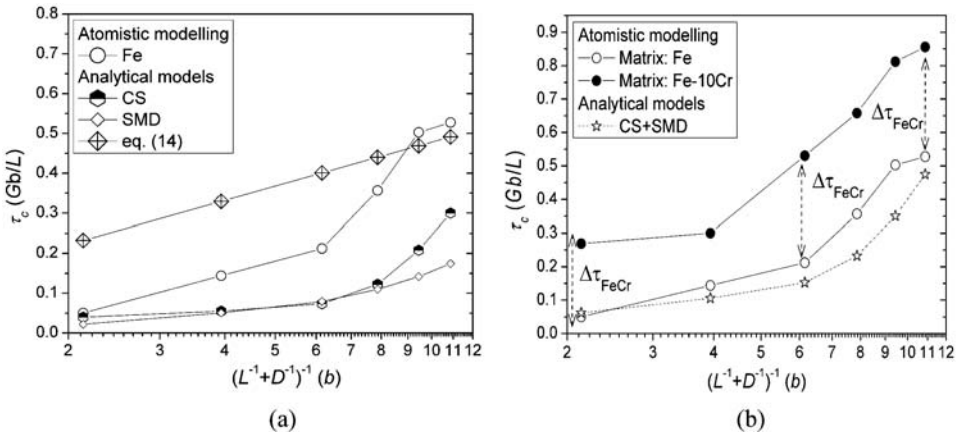 Atomistic modelling
Fe
Analytical models
CS
SMD
eq. (14)
τc (Gb/L)
0.8
0.7
0.6
0.5
0.4
0.3
0.2
0.1
0.0
2 3 4 5 6 7 8 9 10 11 12
(L⁻¹+D⁻¹)⁻¹ (b)
(a)
Atomistic modelling
Matrix: Fe
Matrix: Fe-10Cr
Analytical models
CS+SMD
τc (Gb/L)
0.9
0.8
0.7
0.6
0.5
0.4
0.3
0.2
0.1
0.0
ΔτFeCr
ΔτFeCr
ΔτFeCr
2 3 4 5 6 7 8 9 10 11 12
(L⁻¹+D⁻¹)⁻¹ (b)
(b)